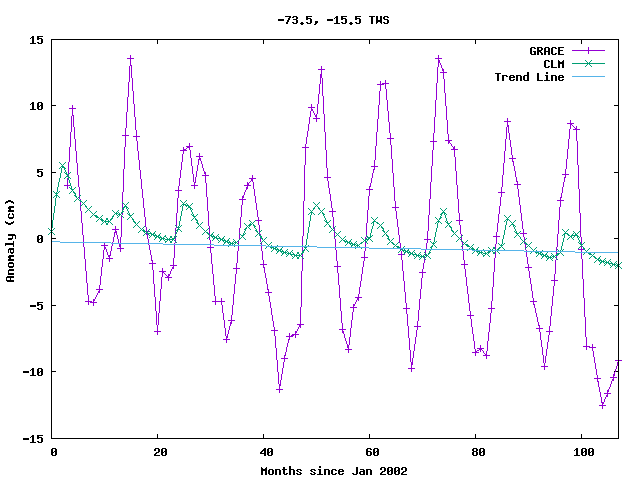 -73.5, -15.5 TWS
15
GRACE
CLM
Trend Line
10
5
0
-5
-10
-15
Anomaly (cm)
0 20 40 60 80 100
Months since Jan 2002